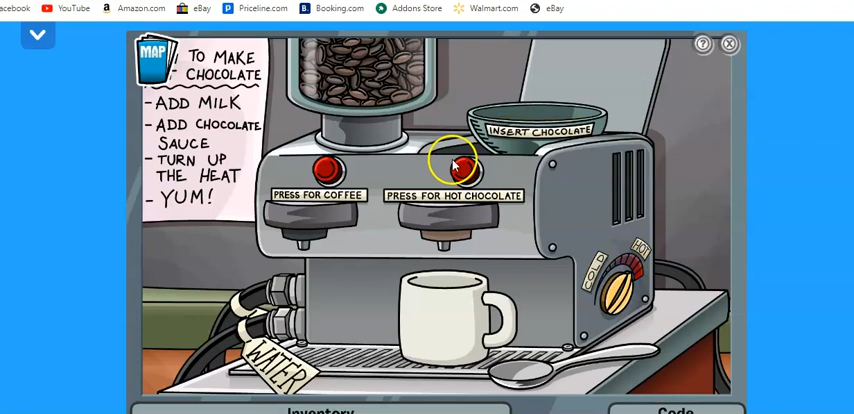 acebook YouTube Amazon.com eBay Priceline.com Booking.com Addons Store Walmart.com eBay
MAP
TO MAKE
CHOCOLATE
- ADD MILK
- ADD CHOCOLATE
SAUCE
- TURN UP
THE HEAT
- YUM!
INSERT CHOCOLATE
PRESS FOR COFFEE
PRESS FOR HOT CHOCOLATE
COLD
HOT
WATER
Inventory
Code